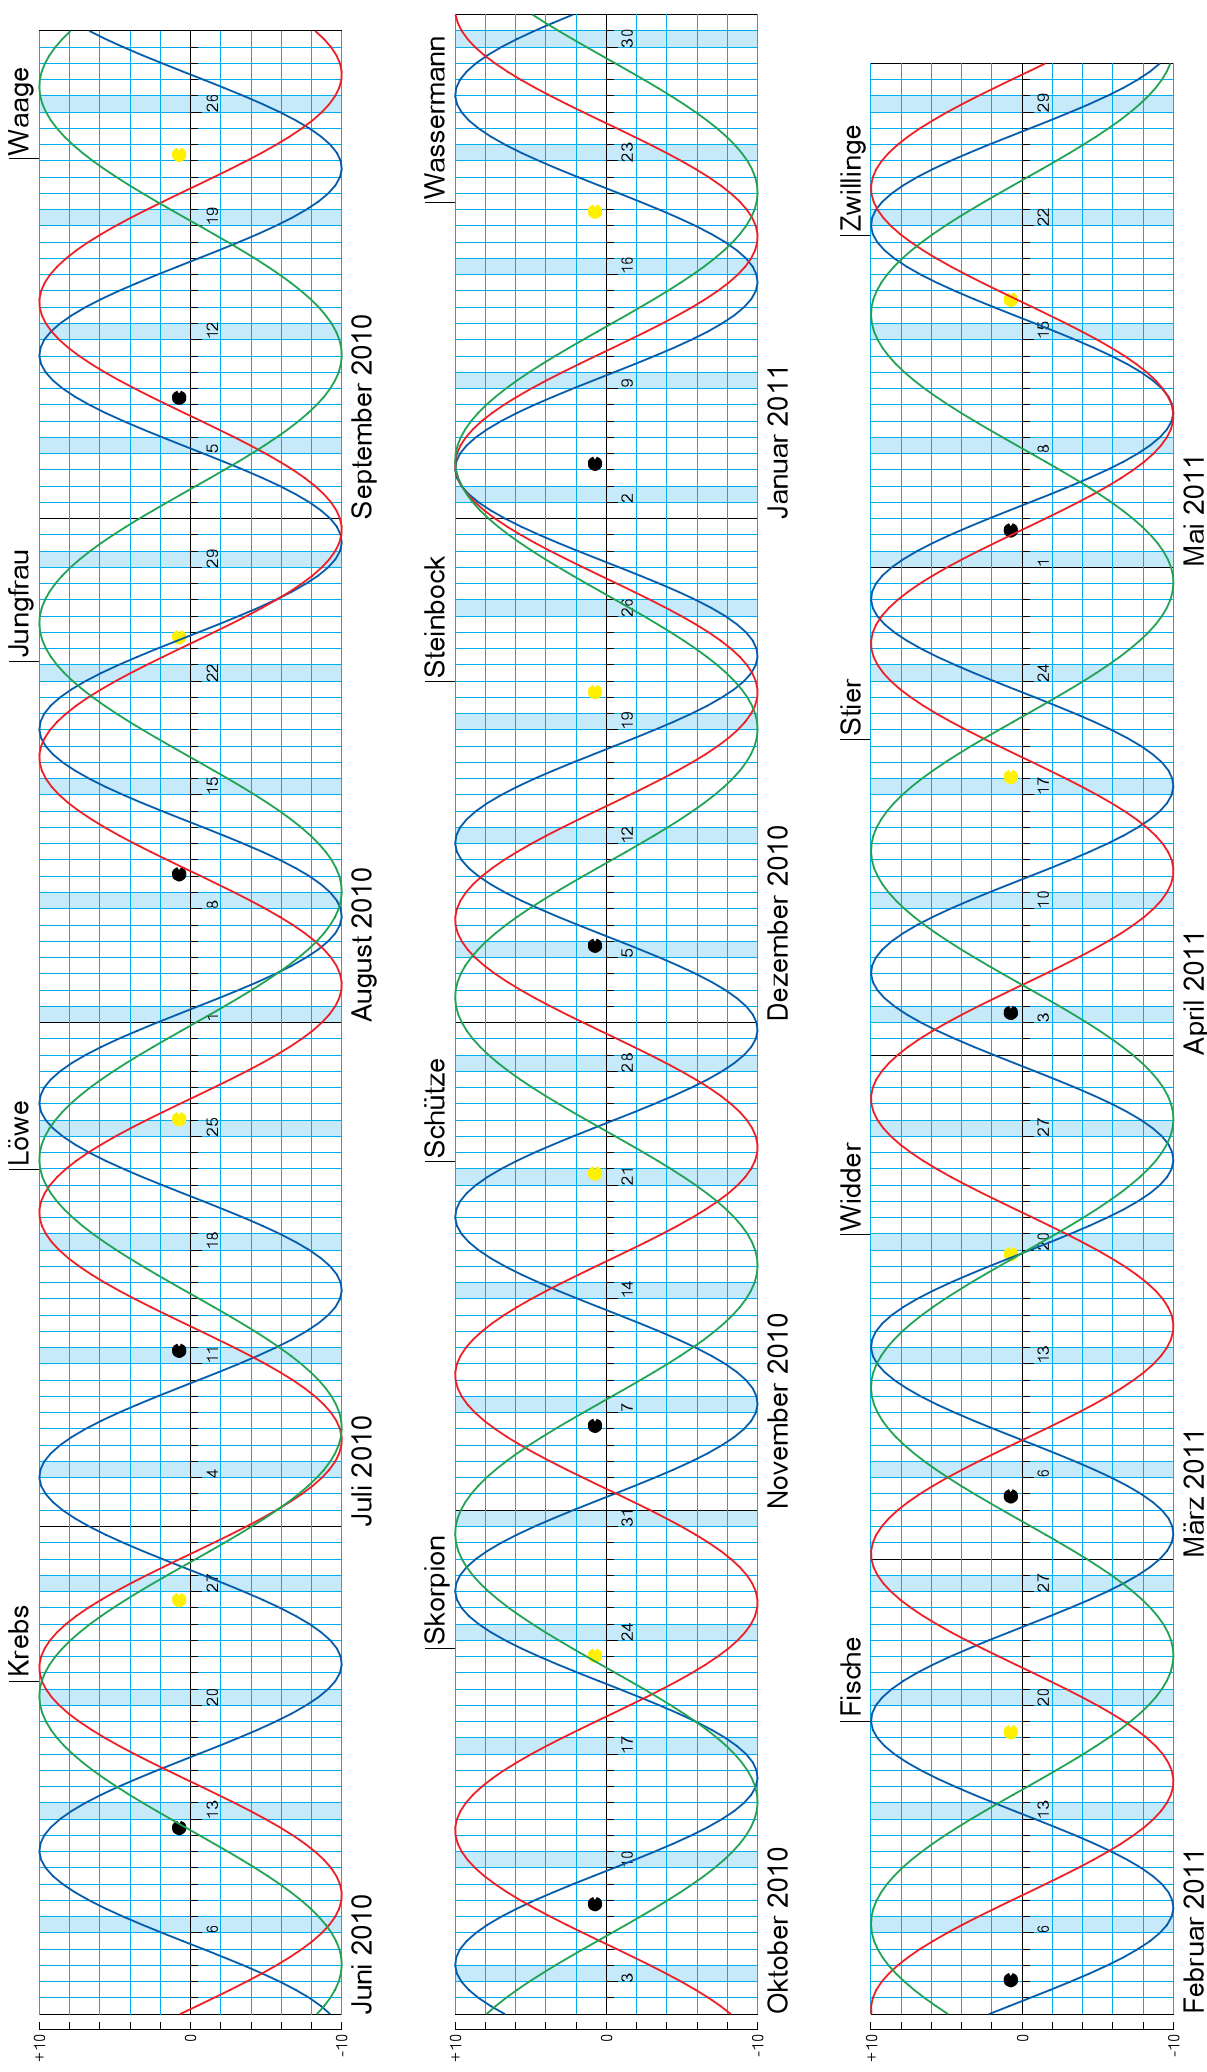 Krebs Löwe Jungfrau Waage
+10
0
-10
6 13 20 27 4 11 18 25 1 8 15 22 29 5 12 19 26
Juni 2010 Juli 2010 August 2010 September 2010
Skorpion Schütze Steinbock Wassermann
+10
0
-10
3 10 17 24 31 7 14 21 28 5 12 19 26 2 9 16 23 30
Oktober 2010 November 2010 Dezember 2010 Januar 2011
Fische Widder Stier Zwillinge
+10
0
-10
6 13 20 27 6 13 20 27 3 10 17 24 1 8 15 22 29
Februar 2011 März 2011 April 2011 Mai 2011